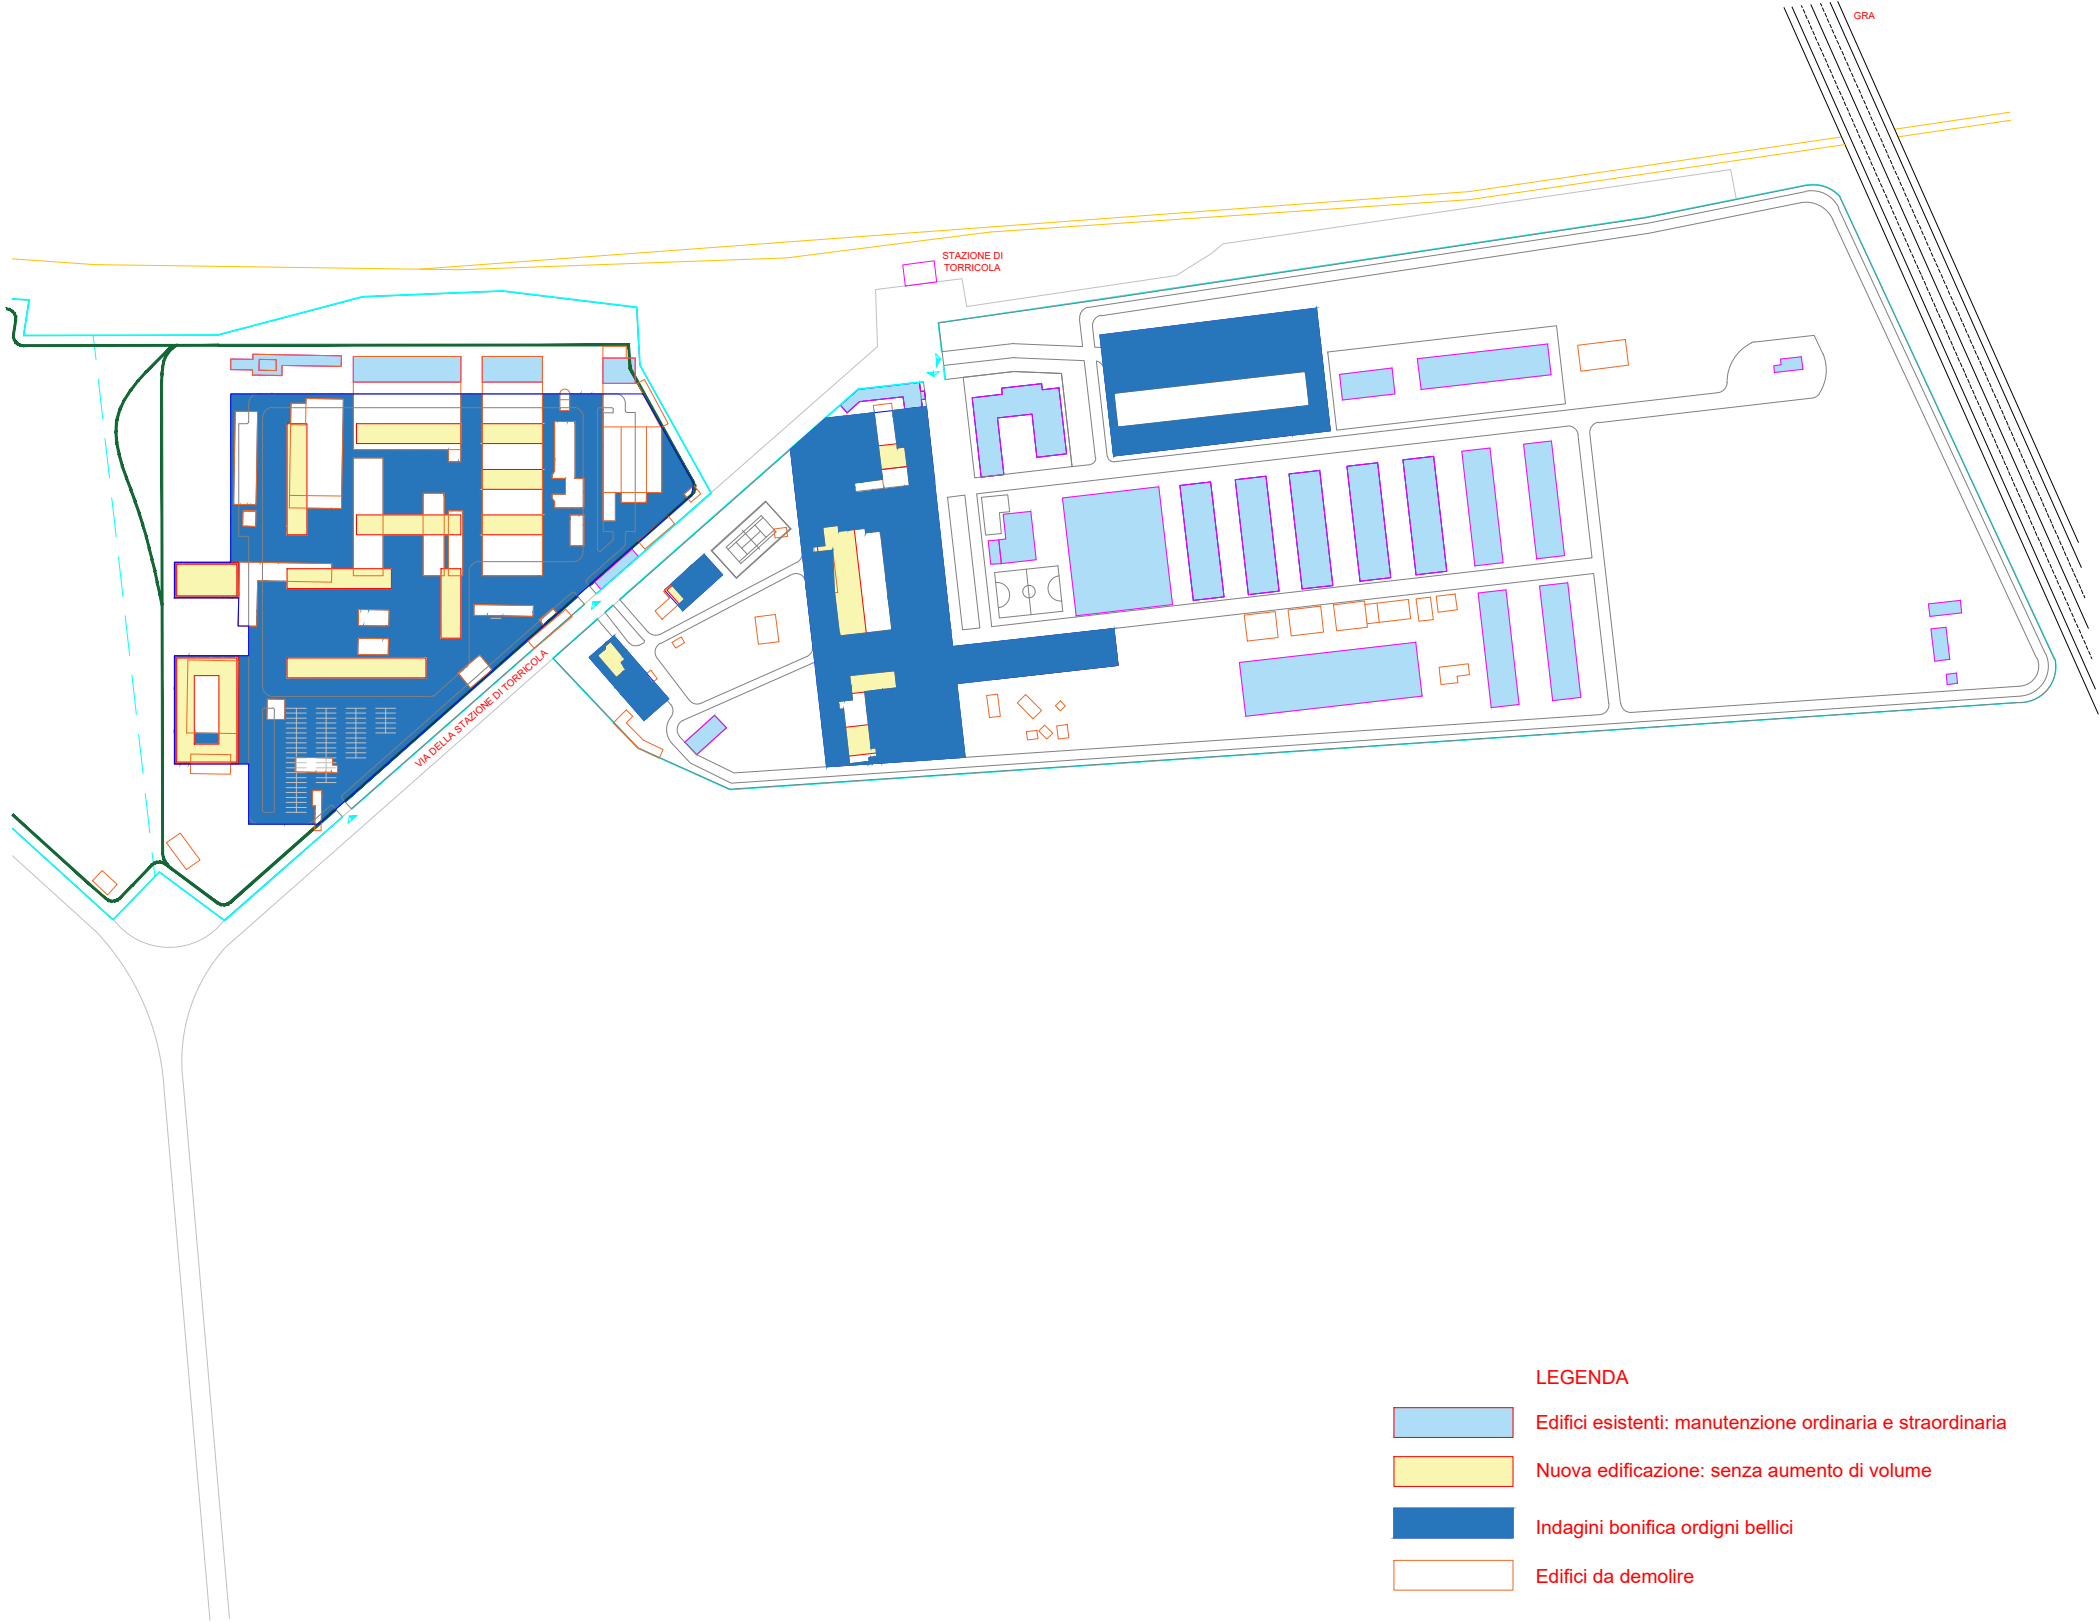 GRA
STAZIONE DI
TORRICOLA
VIA DELLA STAZIONE DI TORRICOLA
LEGENDA
Edifici esistenti: manutenzione ordinaria e straordinaria
Nuova edificazione: senza aumento di volume
Indagini bonifica ordigni bellici
Edifici da demolire